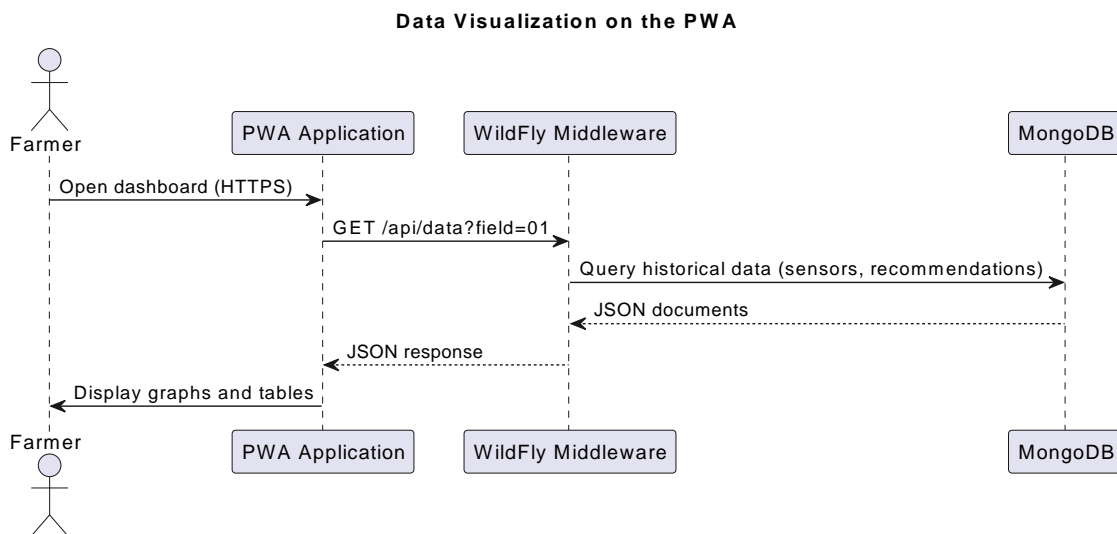 Data Visualization on the PWA
Farmer
PWA Application
WildFly Middleware
MongoDB
Open dashboard (HTTPS)
GET /api/data?field=01
Query historical data (sensors, recommendations)
JSON documents
JSON response
Display graphs and tables
Farmer
PWA Application
WildFly Middleware
MongoDB